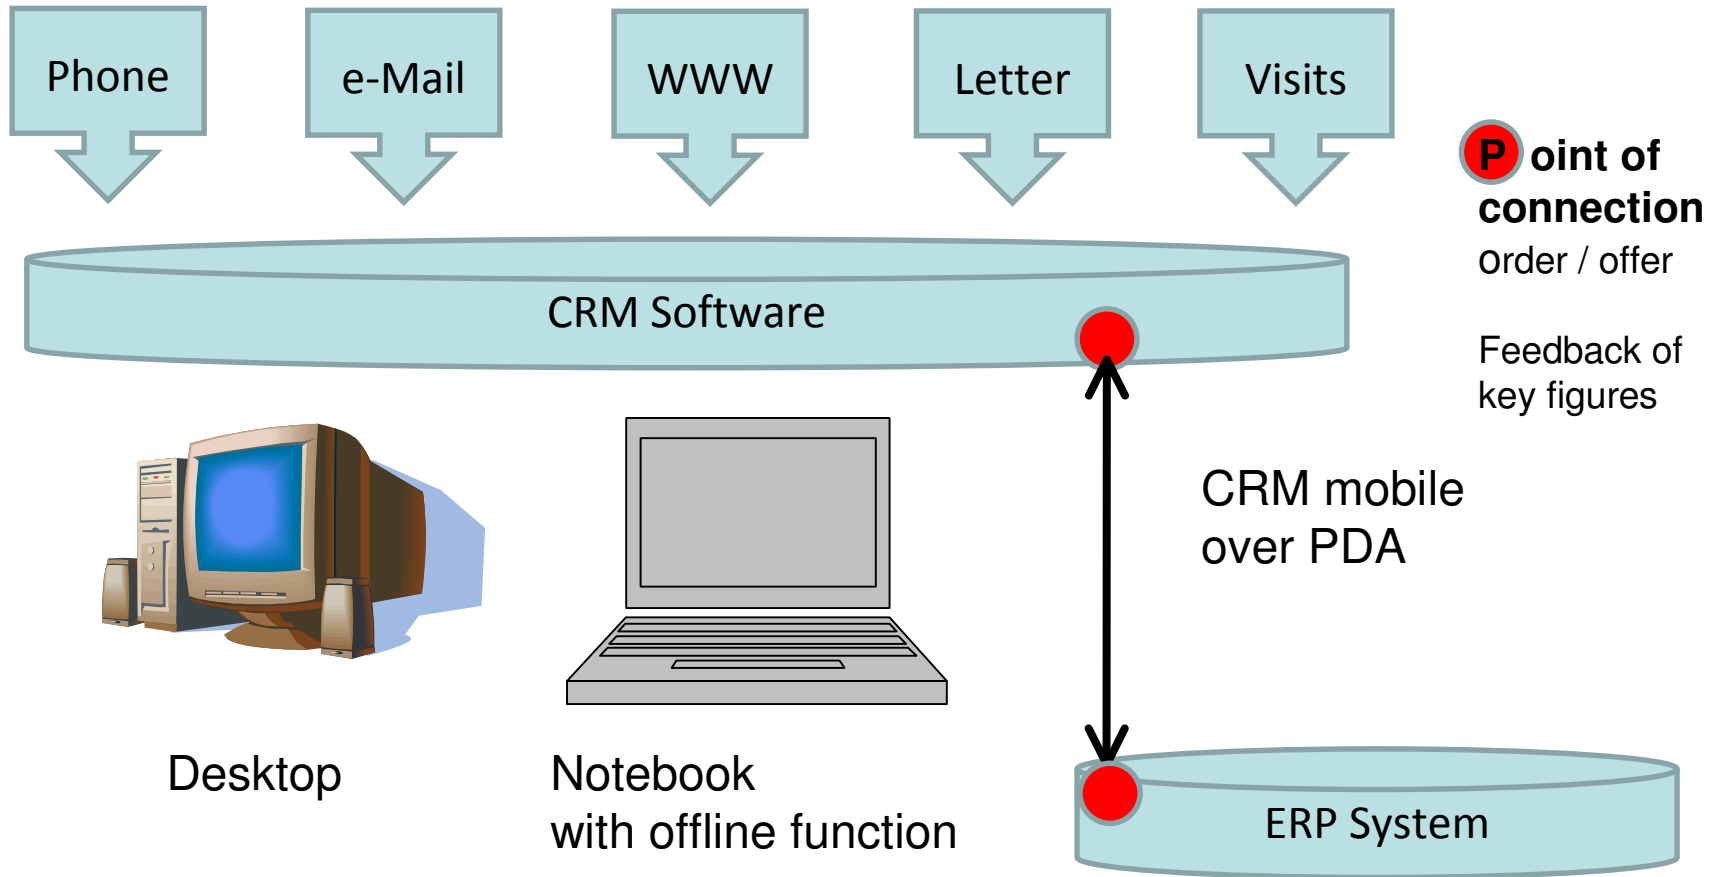 Phone
e-Mail
WWW
Letter
Visits
P oint of
connection
order / offer
Feedback of
key figures
CRM Software
CRM mobile
over PDA
Desktop
Notebook
with offline function
ERP System